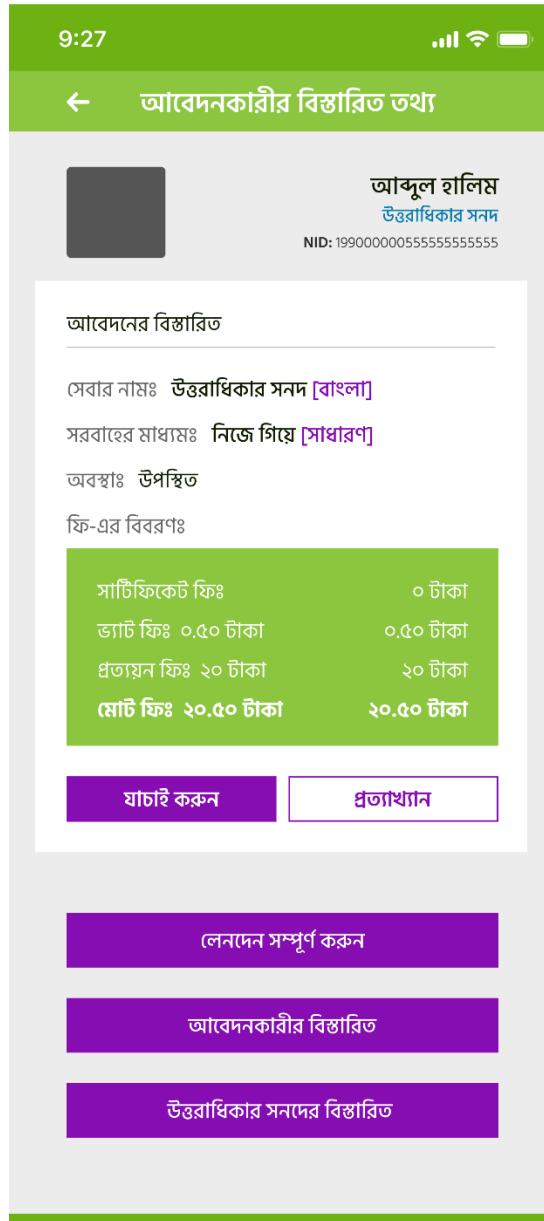 9:27
আবেদনকারীর বিস্তারিত তথ্য
আব্দুল হালিম
উত্তরাধিকার সনদ
NID: 199000000555555555555
আবেদনের বিস্তারিত
সেবার নামঃ উত্তরাধিকার সনদ [বাংলা]
সরবাহের মাধ্যমঃ নিজে গিয়ে [সাধারণ]
অবস্থাঃ উপস্থিত
ফি-এর বিবরণঃ
সার্টিফিকেট ফিঃ ০ টাকা
ভ্যাট ফিঃ ০.৫০ টাকা ০.৫০ টাকা
প্রত্যয়ন ফিঃ ২০ টাকা ২০ টাকা
মোট ফিঃ ২০.৫০ টাকা ২০.৫০ টাকা
যাচাই করুন প্রত্যাখ্যান
লেনদেন সম্পূর্ণ করুন
আবেদনকারীর বিস্তারিত
উত্তরাধিকার সনদের বিস্তারিত